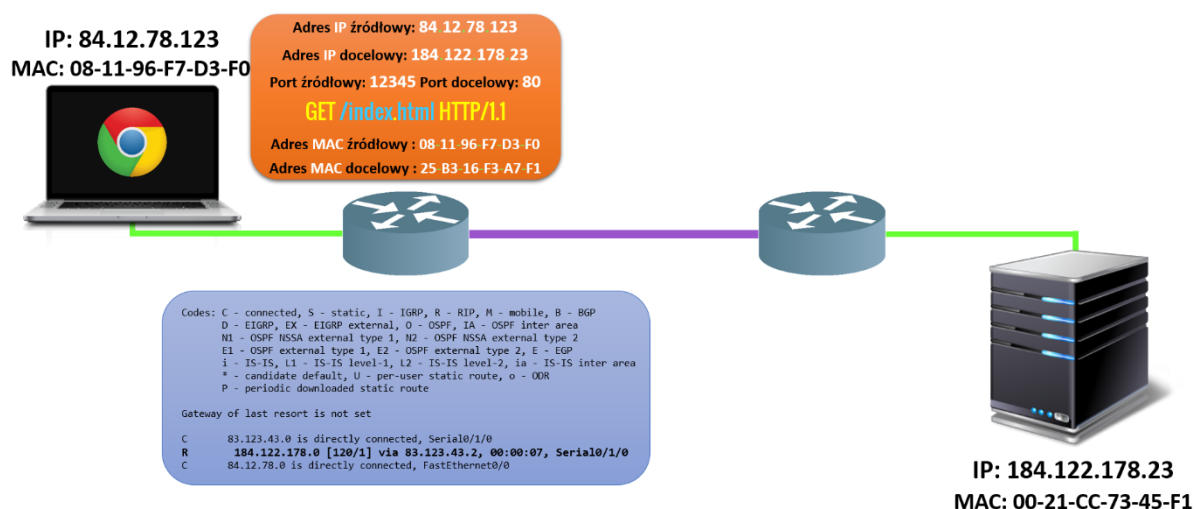 IP: 84.12.78.123
MAC: 08-11-96-F7-D3-F0
Adres IP źródłowy: 84.12.78.123
Adres IP docelowy: 184.122.178.23
Port źródłowy: 12345 Port docelowy: 80
GET /index.html HTTP/1.1
Adres MAC źródłowy : 08-11-96-F7-D3-F0
Adres MAC docelowy : 25-B3-16-F3-A7-F1
Codes: C - connected, S - static, I - IGRP, R - RIP, M - mobile, B - BGP
D - EIGRP, EX - EIGRP external, O - OSPF, IA - OSPF inter area
N1 - OSPF NSSA external type 1, N2 - OSPF NSSA external type 2
E1 - OSPF external type 1, E2 - OSPF external type 2, E - EGP
i - IS-IS, L1 - IS-IS level-1, L2 - IS-IS level-2, ia - IS-IS inter area
* - candidate default, U - per-user static route, o - ODR
P - periodic downloaded static route
Gateway of last resort is not set
C 83.123.43.0 is directly connected, Serial0/1/0
R 184.122.178.0 [120/1] via 83.123.43.2, 00:00:07, Serial0/1/0
C 84.12.78.0 is directly connected, FastEthernet0/0
IP: 184.122.178.23
MAC: 00-21-CC-73-45-F1